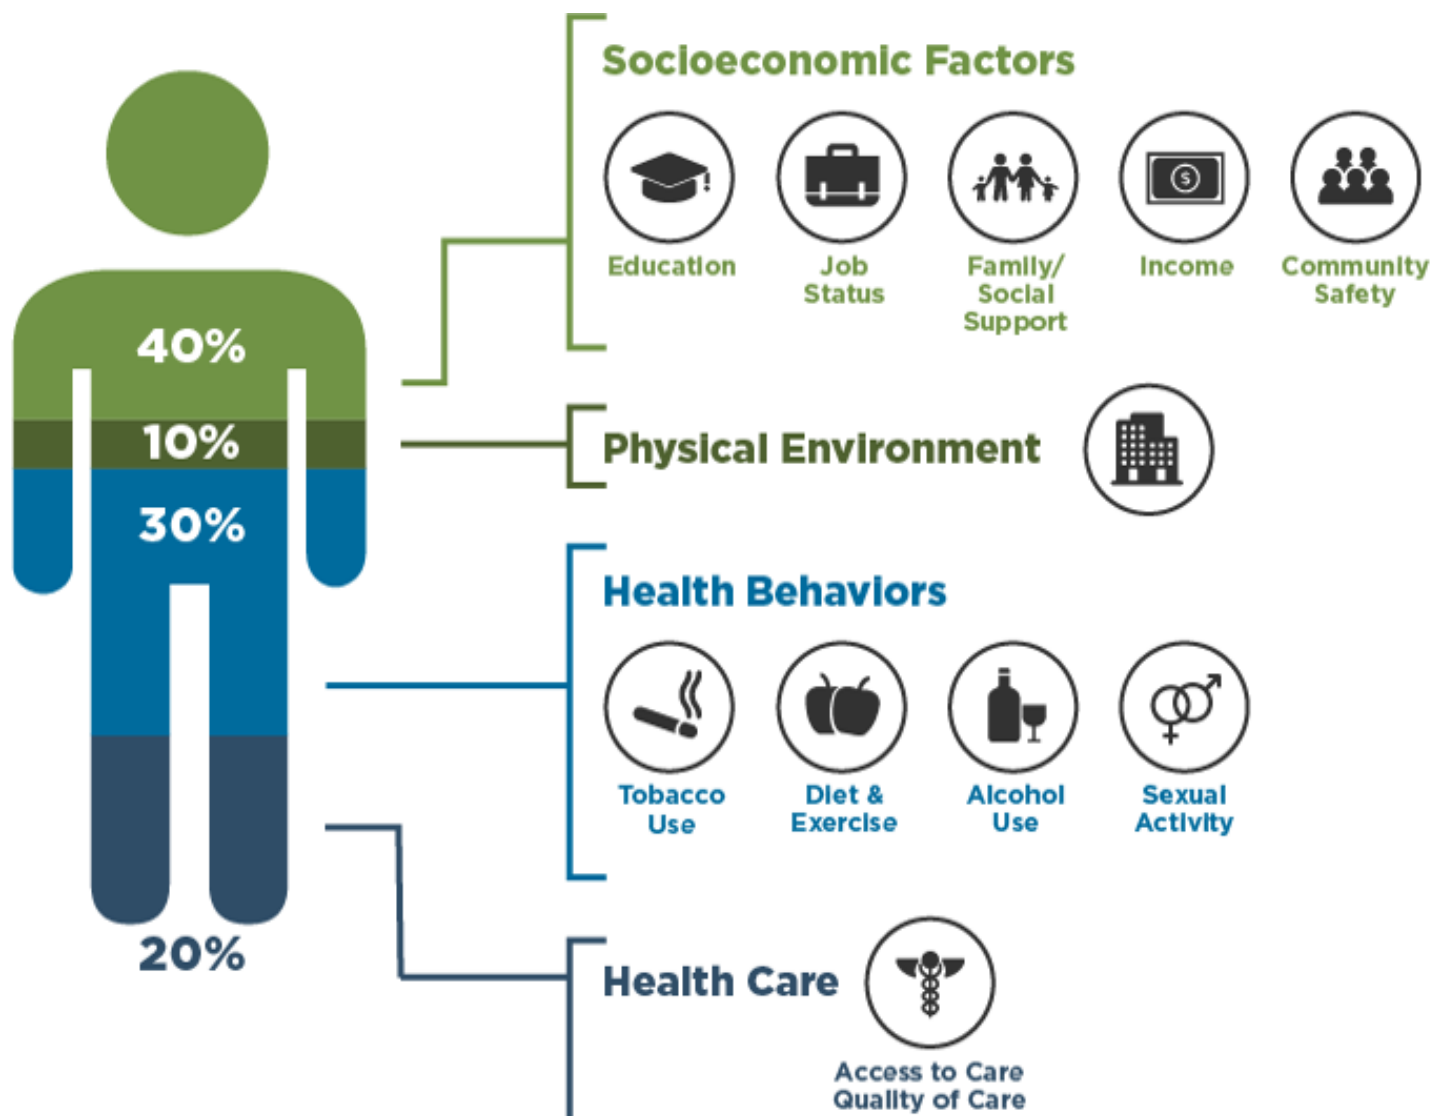 Socioeconomic Factors
Education
Job
Status
Family/
Social
Support
Income
Community
Safety
40%
10%
Physical Environment
30%
Health Behaviors
Tobacco
Use
Diet &
Exercise
Alcohol
Use
Sexual
Activity
20%
Health Care
Access to Care
Quality of Care